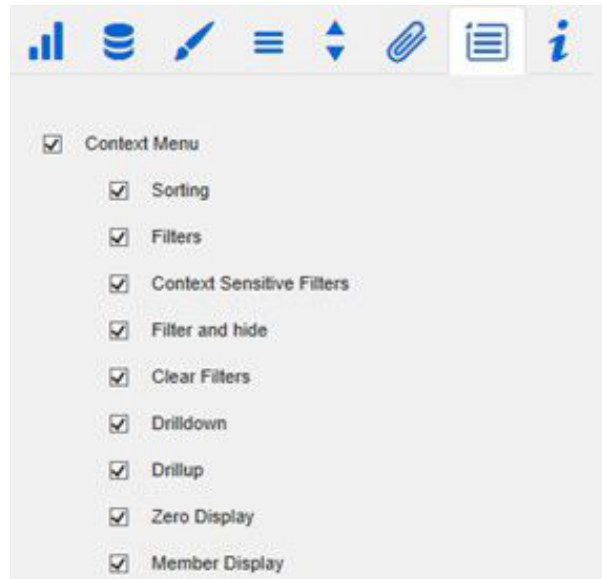 Context Menu
Sorting
Filters
Context Sensitive Filters
Filter and hide
Clear Filters
Drilldown
Drillup
Zero Display
Member Display